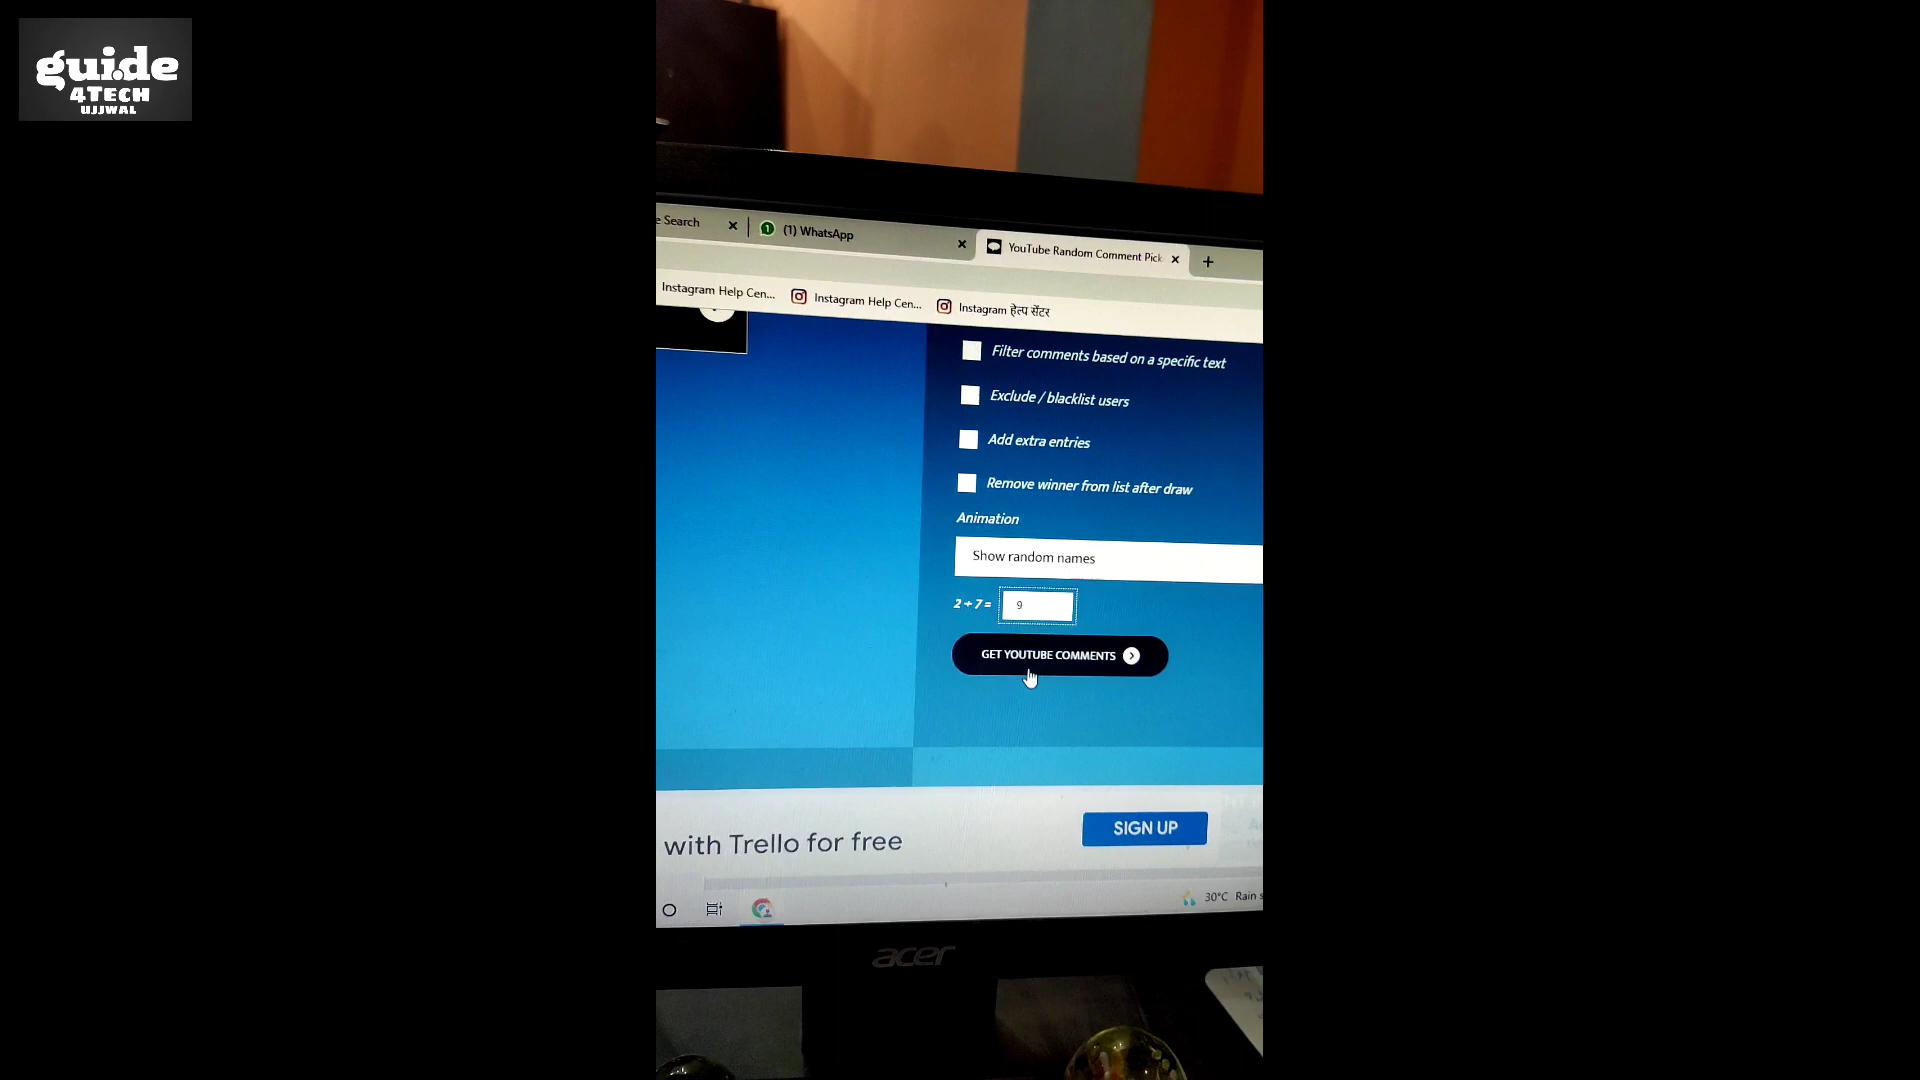 guide
4TECH
UJJWAL
e Search
(1) WhatsApp
YouTube Random Comment Pick
Instagram Help Cen...
Instagram Help Cen...
Instagram हेल्प सेंटर
Filter comments based on a specific text
Exclude / blacklist users
Add extra entries
Remove winner from list after draw
Animation
Show random names
2 + 7 =
9
GET YOUTUBE COMMENTS
with Trello for free
SIGN UP
30°C Rain s
acer